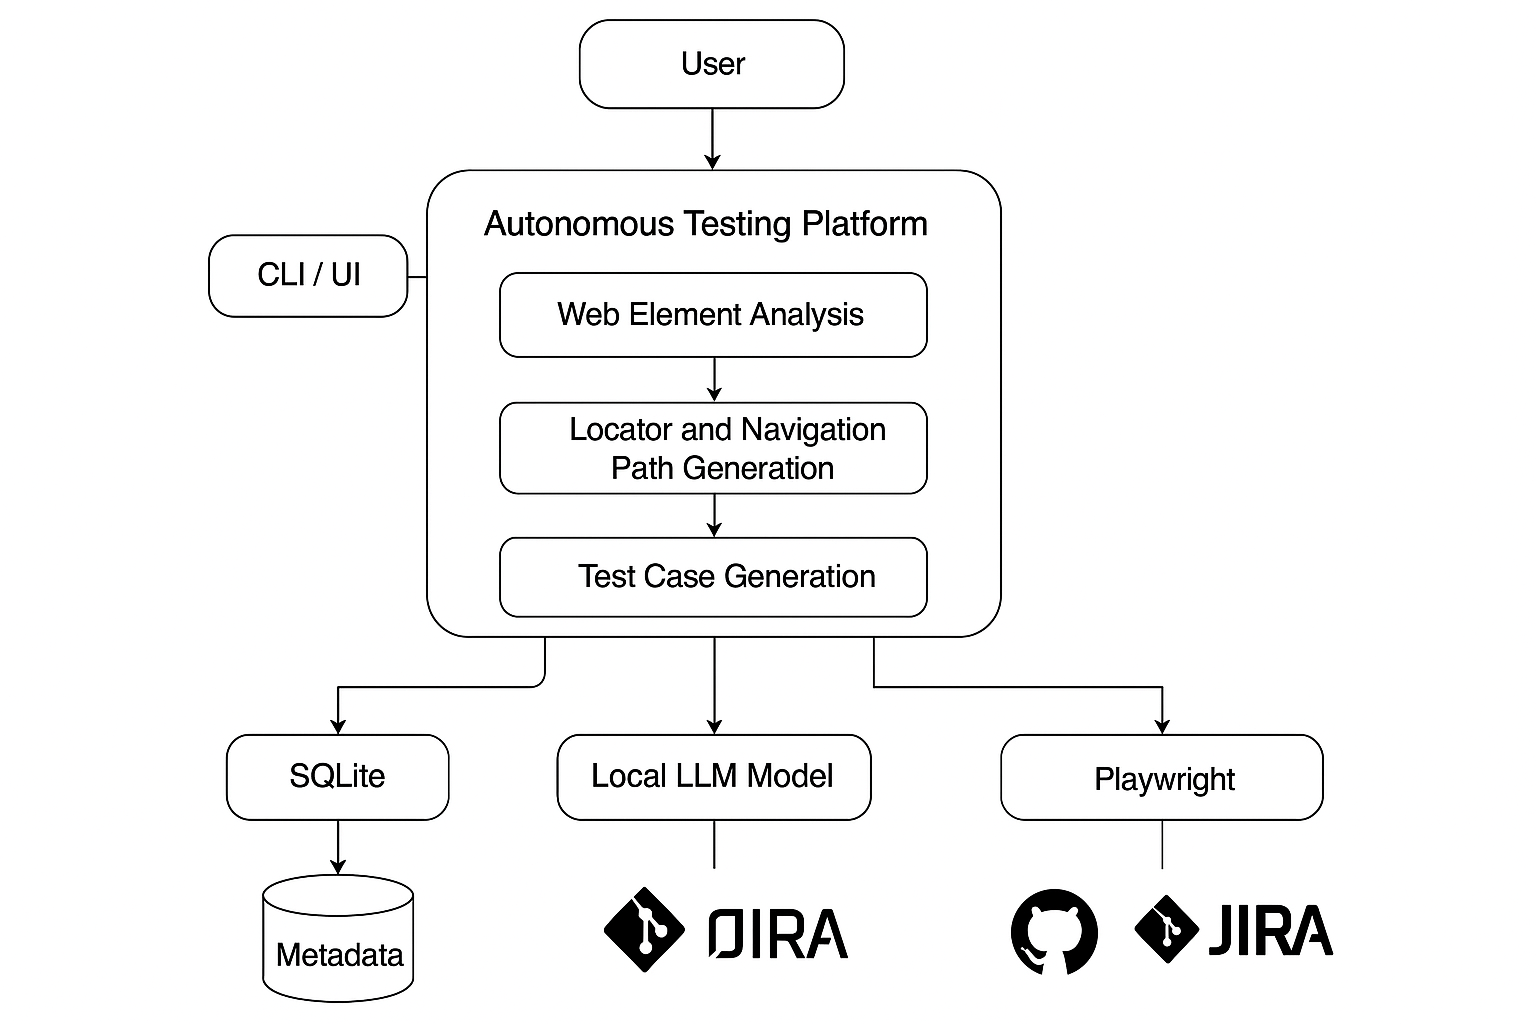 User
Autonomous Testing Platform
CLI / UI
Web Element Analysis
Locator and Navigation
Path Generation
Test Case Generation
SQLite
Local LLM Model
Playwright
Metadata
JIRA